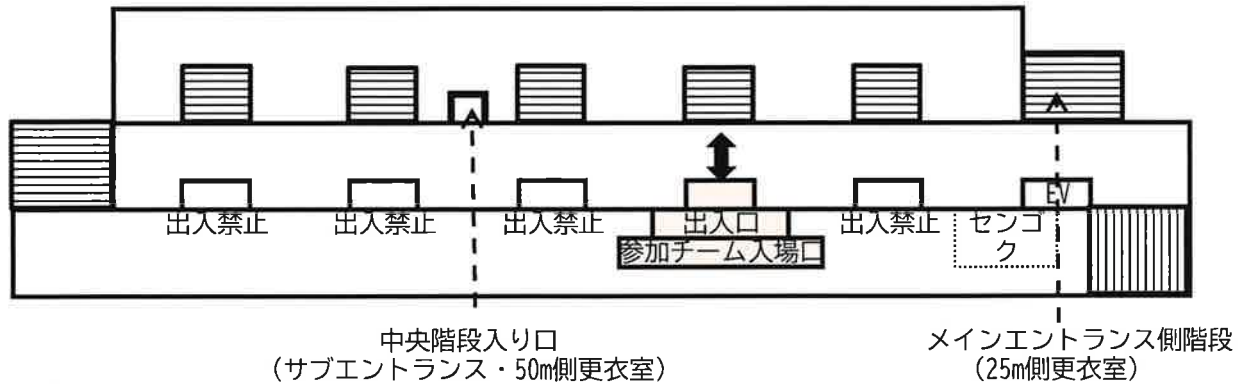 EV
出入禁止
出入禁止
出入禁止
出入口
出入禁止
センゴ
ク
参加チーム入場口
中央階段入り口
（サブエントランス・50m側更衣室）
メインエントランス側階段
（25m側更衣室）